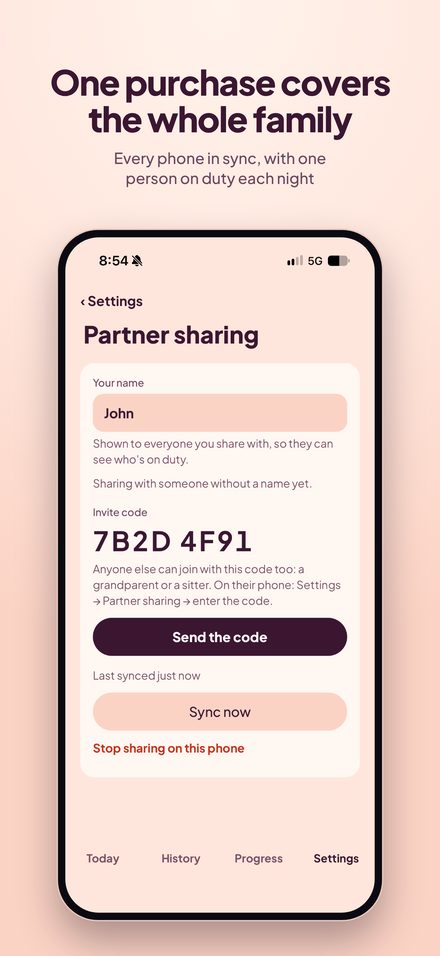 One purchase covers
the whole family
Every phone in sync, with one
person on duty each night
8:54 5G
‹ Settings
Partner sharing
Your name
John
Shown to everyone you share with, so they can
see who's on duty.
Sharing with someone without a name yet.
Invite code
7B2D 4F91
Anyone else can join with this code too: a
grandparent or a sitter. On their phone: Settings
→ Partner sharing → enter the code.
Send the code
Last synced just now
Sync now
Stop sharing on this phone
Today History Progress Settings